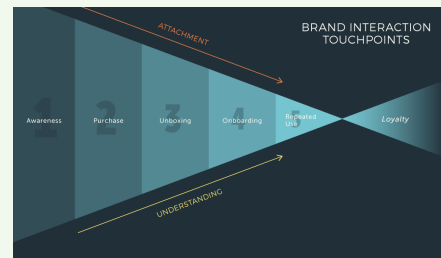 BRAND INTERACTION
TOUCHPOINTS
ATTACHMENT
1
2
3
4
5
Awareness
Purchase
Unboxing
Onboarding
Repeated
Use
Loyalty
UNDERSTANDING